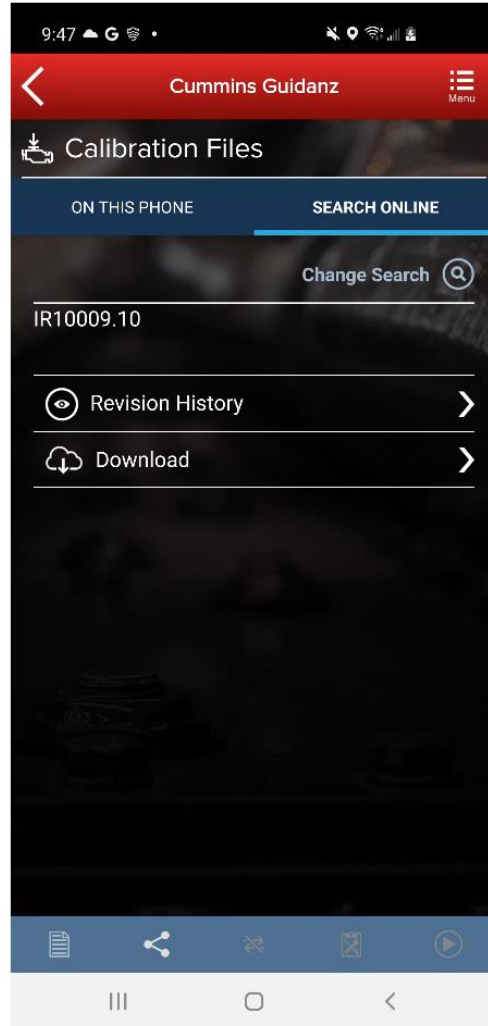 9:47
G
Cummins Guidanz
Menu
Calibration Files
ON THIS PHONE
SEARCH ONLINE
Change Search
IR10009.10
Revision History
Download